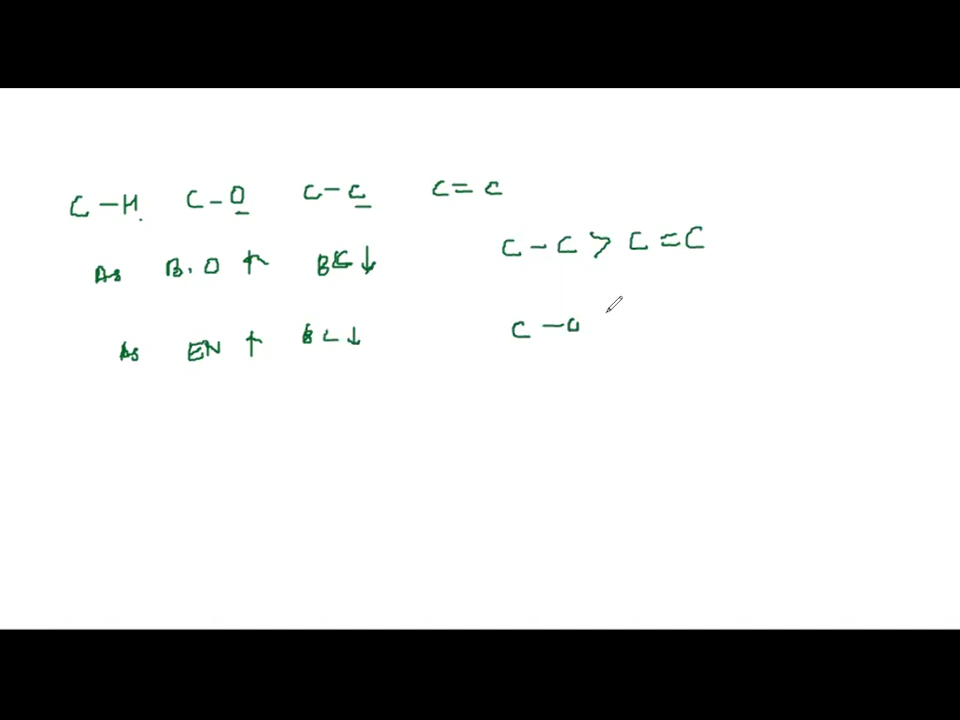 C-H C-O C-C C=C
As B.O ↑ BL ↓
C-C > C=C
As EN ↑ BL ↓
C-O